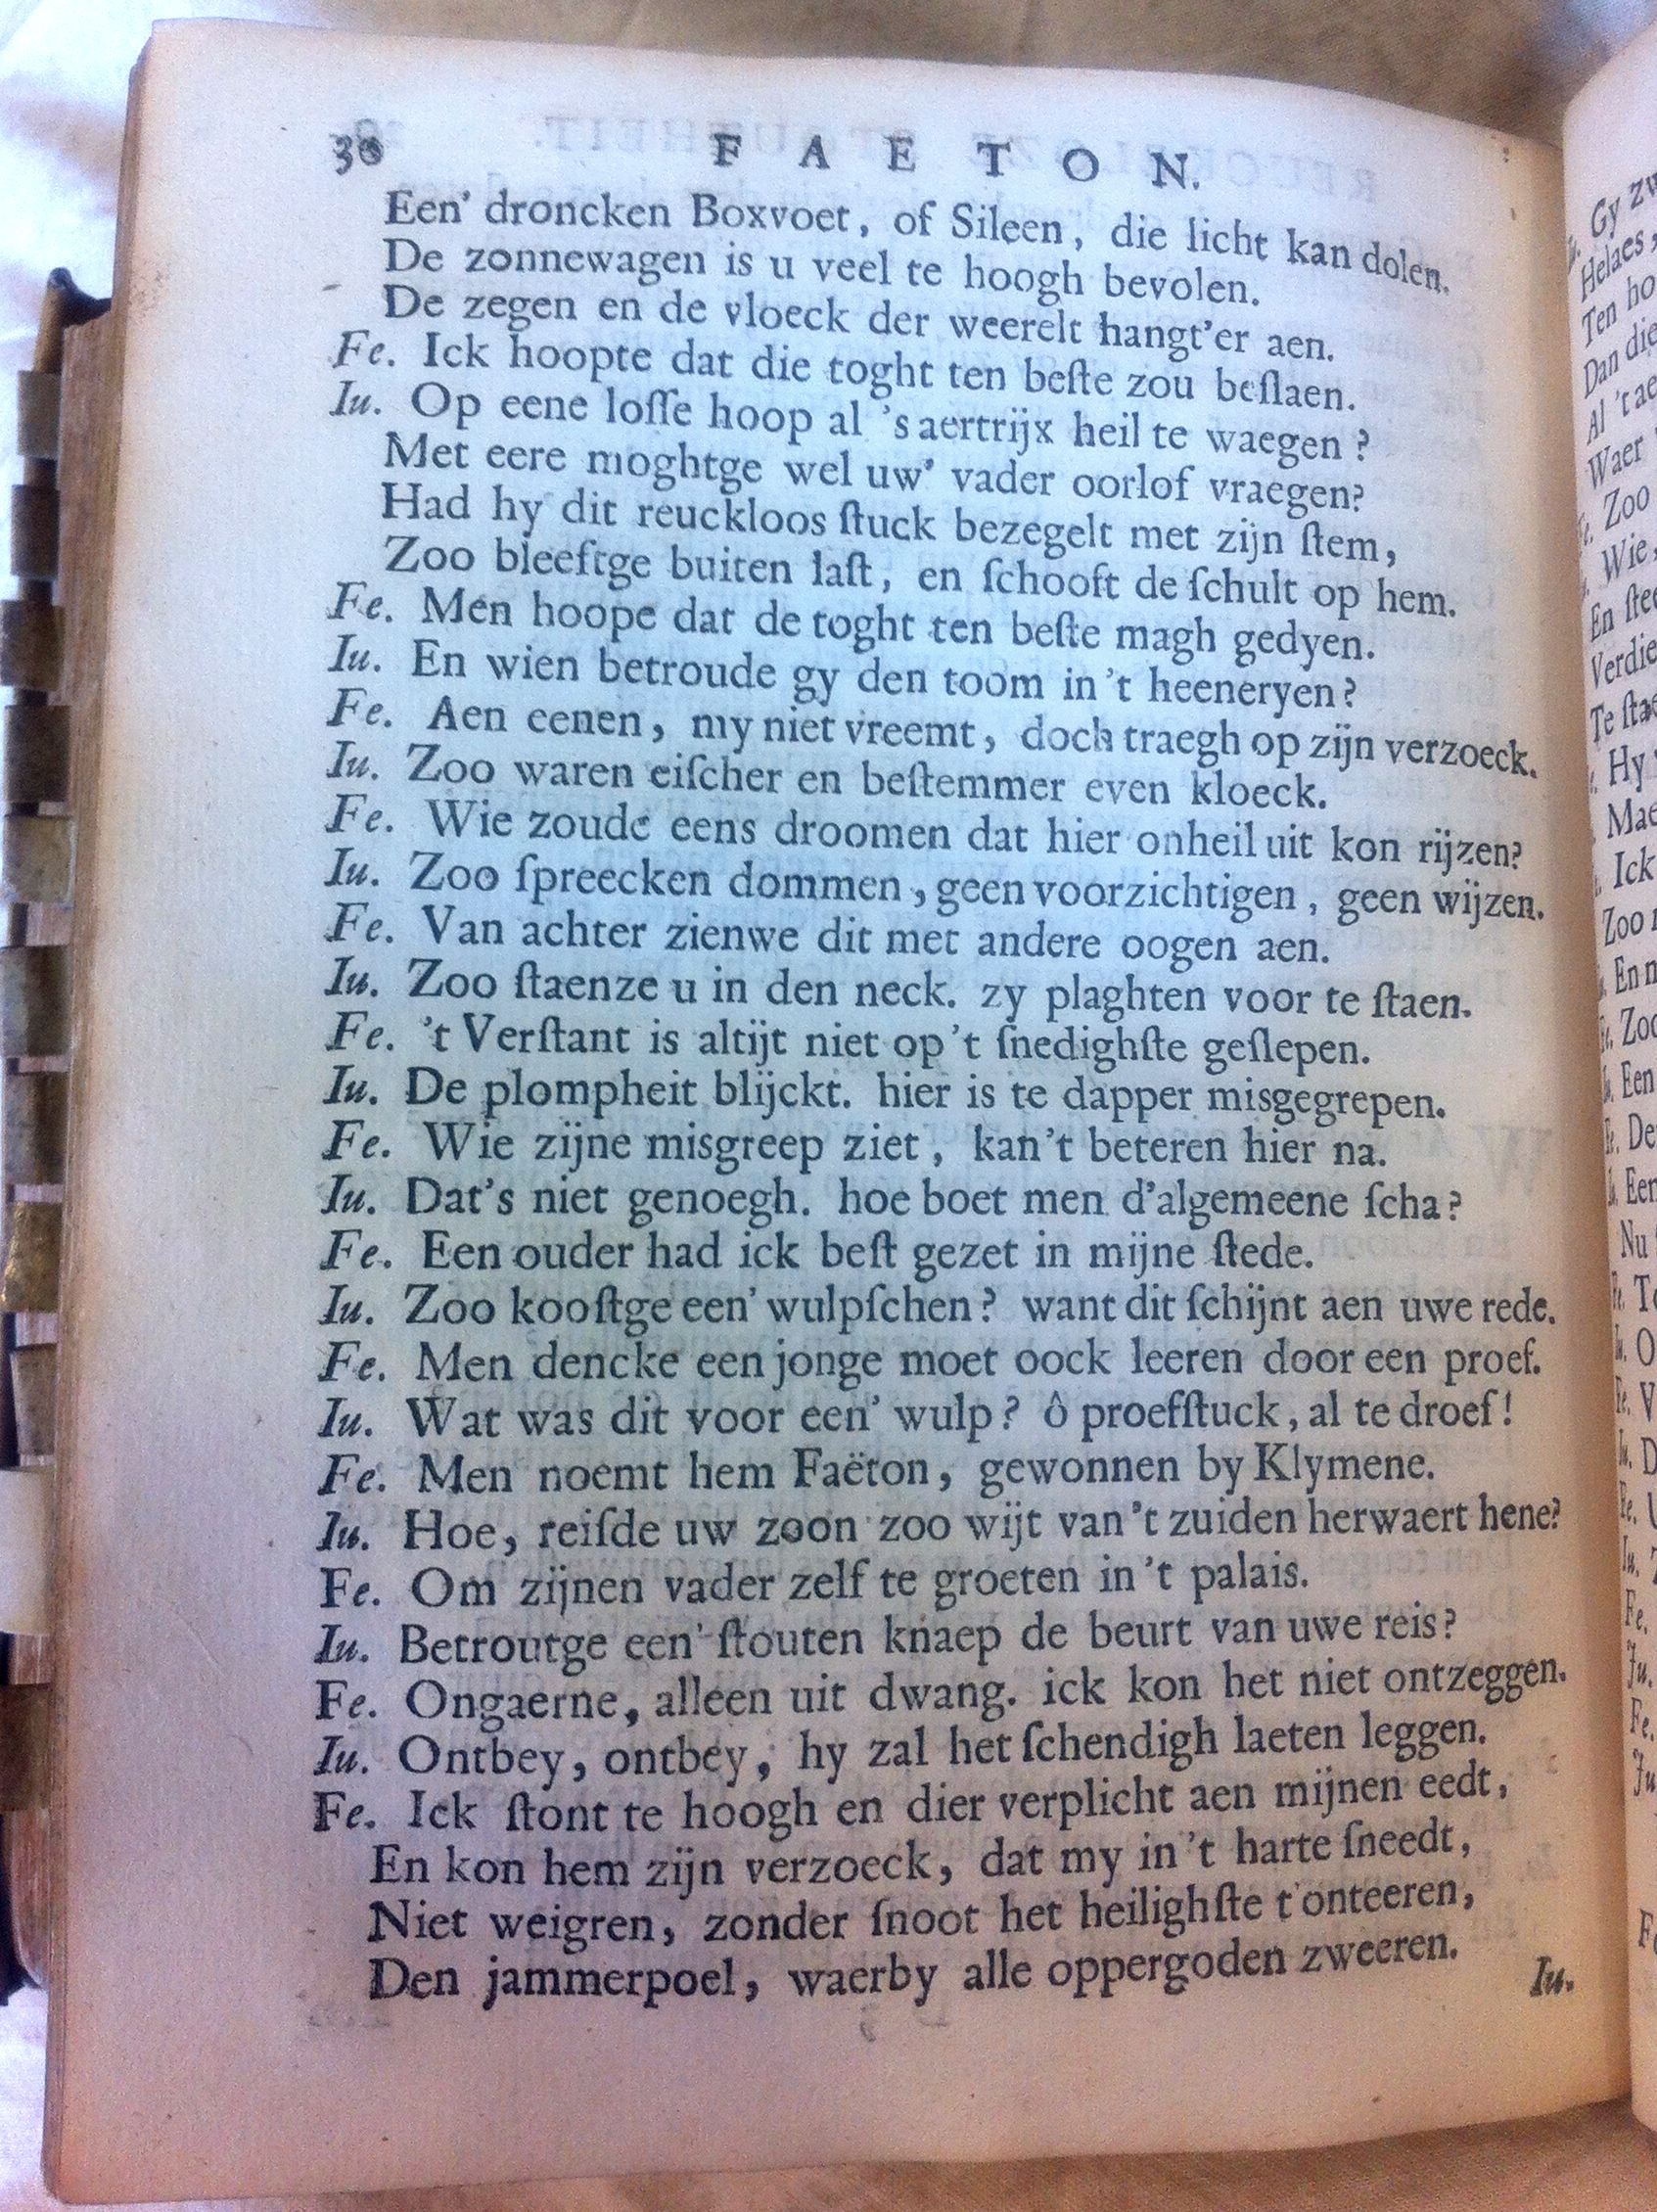 30 FAETON.
Een' droncken Boxvoet, of Sileen, die licht kan dolen.
De zonnewagen is u veel te hoogh bevolen.
De zegen en de vloeck der weerelt hangt'er aen.
Fe. Ick hoopte dat die toght ten beſte zou beſlaen.
Iu. Op eene loſſe hoop al 's aertrijx heil te waegen?
Met eere moghtge wel uw' vader oorlof vraegen?
Had hy dit reuckloos ſtuck bezegelt met zijn ſtem,
Zoo bleeftge buiten laſt, en ſchooft de ſchult op hem.
Fe. Men hoope dat de toght ten beſte magh gedyen.
Iu. En wien betroude gy den toom in 't heeneryen?
Fe. Aen eenen, my niet vreemt, doch traegh op zijn verzoeck.
Iu. Zoo waren eiſcher en beſtemmer even kloeck.
Fe. Wie zoude eens droomen dat hier onheil uit kon rijzen?
Iu. Zoo ſpreecken dommen, geen voorzichtigen, geen wijzen.
Fe. Van achter zienwe dit met andere oogen aen.
Iu. Zoo ſtaenze u in den neck. zy plaghten voor te ſtaen.
Fe. 't Verſtant is altijt niet op 't ſnedighſte geſlepen.
Iu. De plompheit blijckt. hier is te dapper misgegrepen.
Fe. Wie zijne misgreep ziet, kan't beteren hier na.
Iu. Dat's niet genoegh. hoe boet men d'algemeene ſcha?
Fe. Een ouder had ick beſt gezet in mijne ſtede.
Iu. Zoo kooſtge een' wulpſchen? want dit ſchijnt aen uwe rede.
Fe. Men dencke een jonge moet oock leeren door een proef.
Iu. Wat was dit voor een' wulp? ô proefſtuck, al te droef!
Fe. Men noemt hem Faëton, gewonnen by Klymene.
Iu. Hoe, reiſde uw zoon zoo wijt van 't zuiden herwaert hene?
Fe. Om zijnen vader zelf te groeten in 't palais.
Iu. Betroutge een' ſtouten knaep de beurt van uwe reis?
Fe. Ongaerne, alleen uit dwang. ick kon het niet ontzeggen.
Iu. Ontbey, ontbey, hy zal het ſchendigh laeten leggen.
Fe. Ick ſtont te hoogh en dier verplicht aen mijnen eedt,
En kon hem zijn verzoeck, dat my in 't harte ſneedt,
Niet weigren, zonder ſnoot het heilighſte t'onteeren,
Den jammerpoel, waerby alle oppergoden zweeren.
Iu.